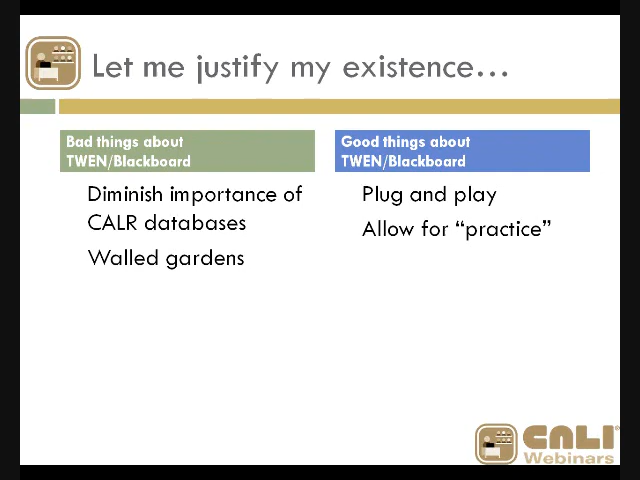 Let me justify my existence…
Bad things about
TWEN/Blackboard
Diminish importance of
CALR databases
Walled gardens
Good things about
TWEN/Blackboard
Plug and play
Allow for “practice”
CALI®
Webinars